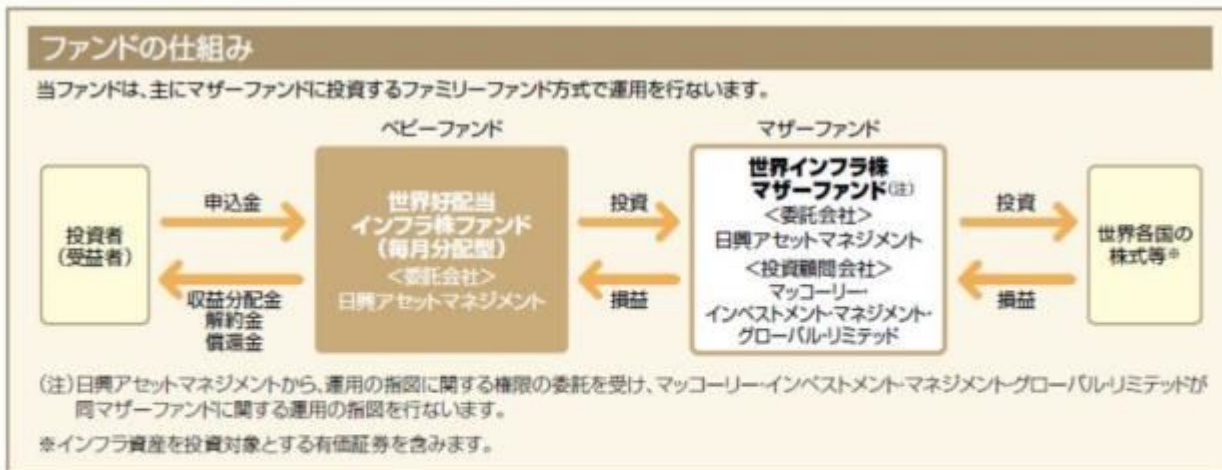 ファンドの仕組み
当ファンドは、主にマザーファンドに投資するファミリーファンド方式で運用を行ないます。
ベビーファンド
マザーファンド
投資者
(受益者)
申込金
収益分配金
解約金
償還金
世界好配当
インフラ株ファンド
(毎月分配型)
<委託会社>
日興アセットマネジメント
投資
損益
世界インフラ株
マザーファンド(注)
<委託会社>
日興アセットマネジメント
<投資顧問会社>
マッコーリー・
インベストメント・マネジメント・
グローバル・リミテッド
投資
損益
世界各国の
株式等※
(注)日興アセットマネジメントから、運用の指図に関する権限の委託を受け、マッコーリー・インベストメント・マネジメント・グローバル・リミテッドが
同マザーファンドに関する運用の指図を行ないます。
※インフラ資産を投資対象とする有価証券を含みます。